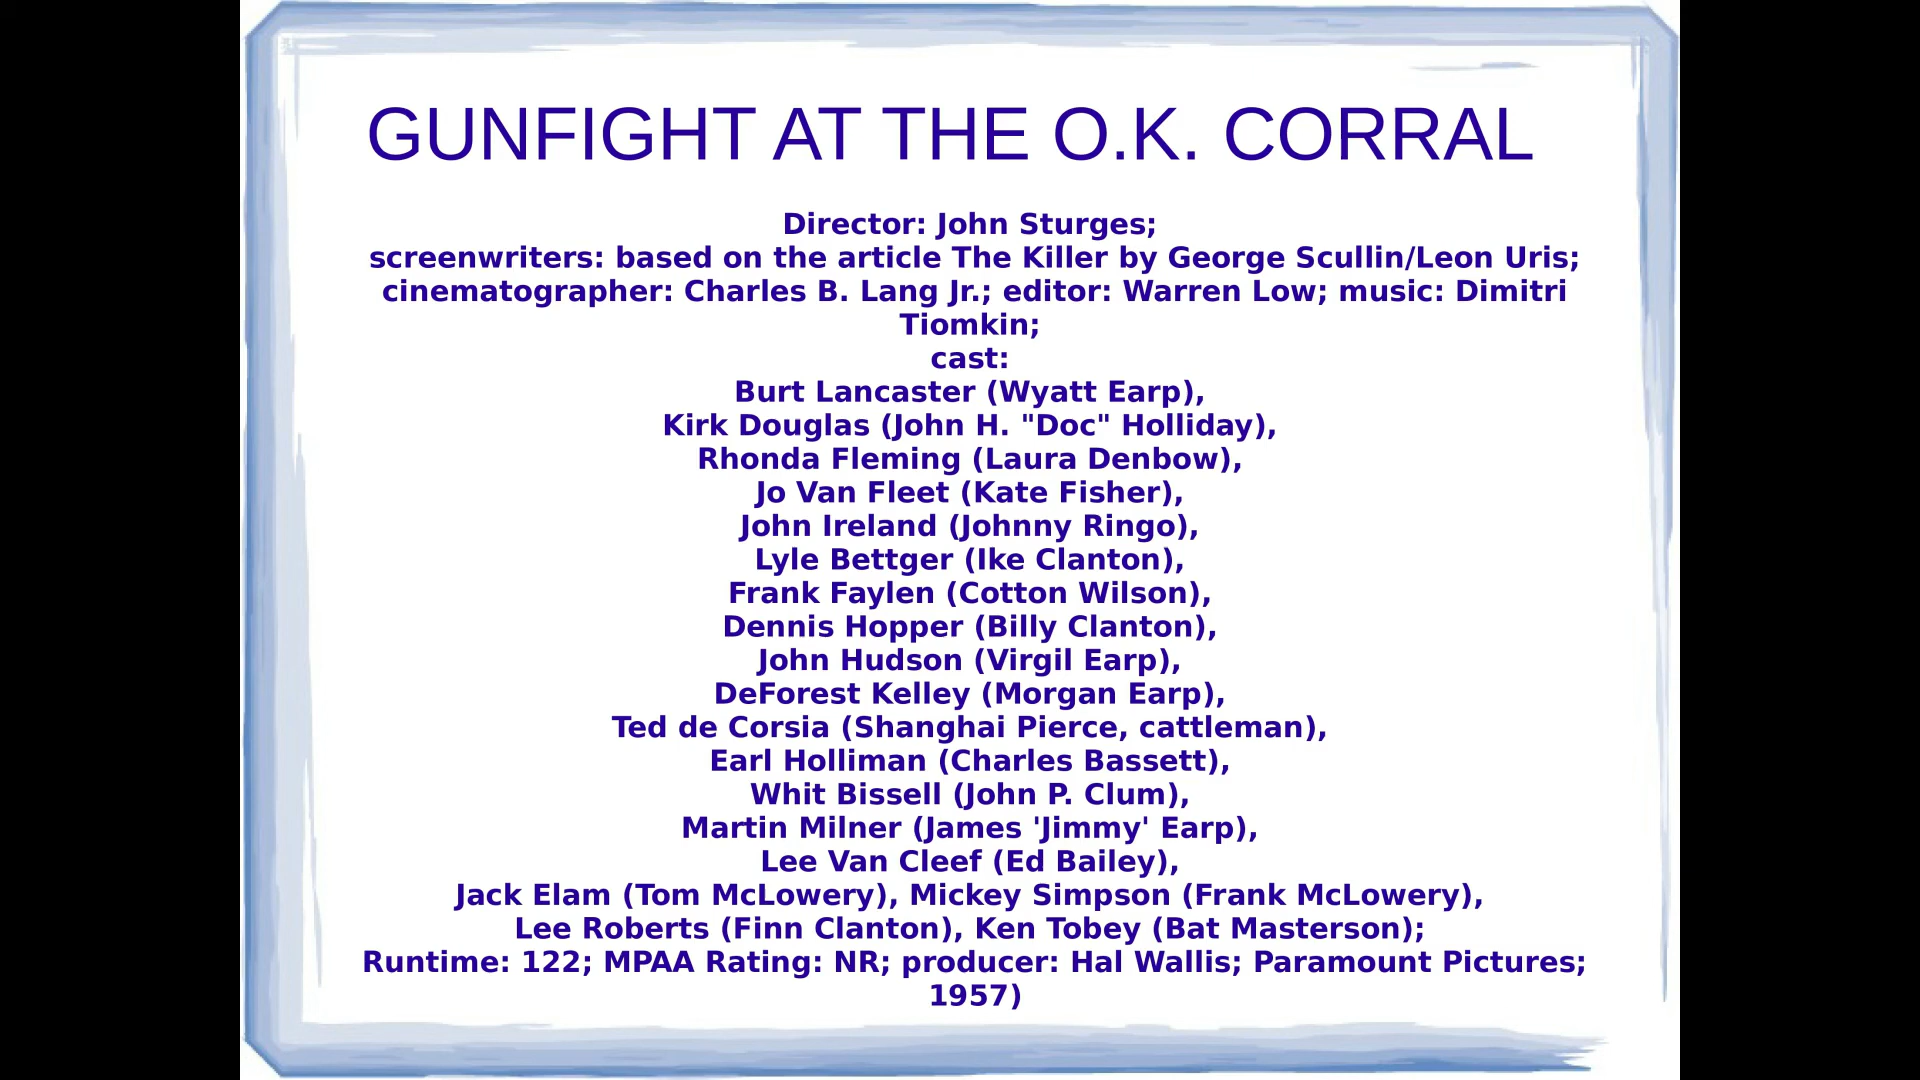 GUNFIGHT AT THE O.K. CORRAL
Director: John Sturges;
screenwriters: based on the article The Killer by George Scullin/Leon Uris;
cinematographer: Charles B. Lang Jr.; editor: Warren Low; music: Dimitri
Tiomkin;
cast:
Burt Lancaster (Wyatt Earp),
Kirk Douglas (John H. "Doc" Holliday),
Rhonda Fleming (Laura Denbow),
Jo Van Fleet (Kate Fisher),
John Ireland (Johnny Ringo),
Lyle Bettger (Ike Clanton),
Frank Faylen (Cotton Wilson),
Dennis Hopper (Billy Clanton),
John Hudson (Virgil Earp),
DeForest Kelley (Morgan Earp),
Ted de Corsia (Shanghai Pierce, cattleman),
Earl Holliman (Charles Bassett),
Whit Bissell (John P. Clum),
Martin Milner (James 'Jimmy' Earp),
Lee Van Cleef (Ed Bailey),
Jack Elam (Tom McLowery), Mickey Simpson (Frank McLowery),
Lee Roberts (Finn Clanton), Ken Tobey (Bat Masterson);
Runtime: 122; MPAA Rating: NR; producer: Hal Wallis; Paramount Pictures;
1957)